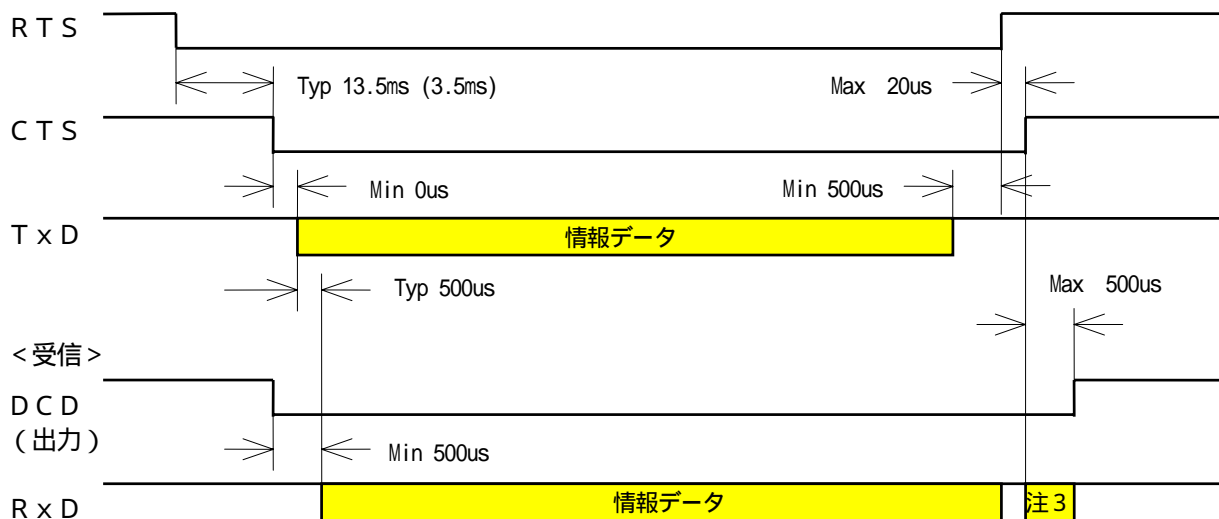 RTS
Typ 13.5ms (3.5ms)
Max 20us
CTS
Min 0us
Min 500us
TxD
情報データ
Typ 500us
Max 500us
<受信>
DCD
(出力)
Min 500us
RxD
情報データ
注3